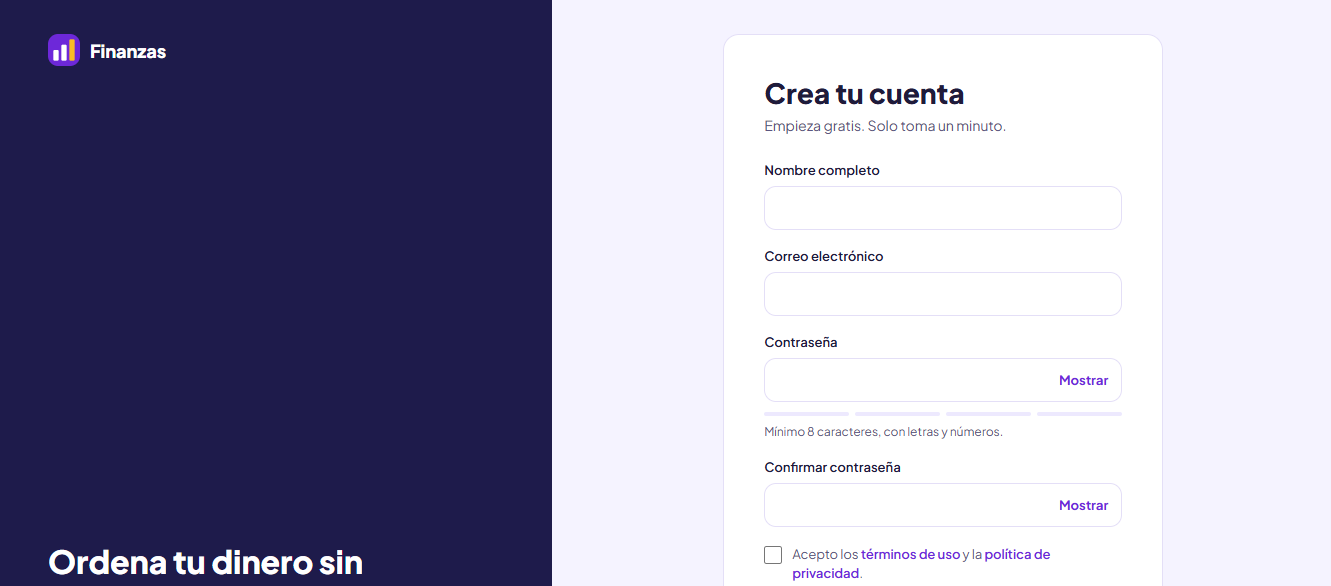 Finanzas
Ordena tu dinero sin
Crea tu cuenta
Empieza gratis. Solo toma un minuto.
Nombre completo
Correo electrónico
Contraseña
Mostrar
Mínimo 8 caracteres, con letras y números.
Confirmar contraseña
Mostrar
Acepto los términos de uso y la política de
privacidad.